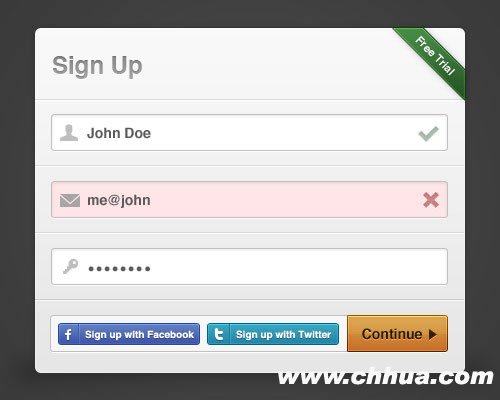 Sign Up
Free Trial
John Doe
me@john
Sign up with Facebook
Sign up with Twitter
Continue
www.chhua.com